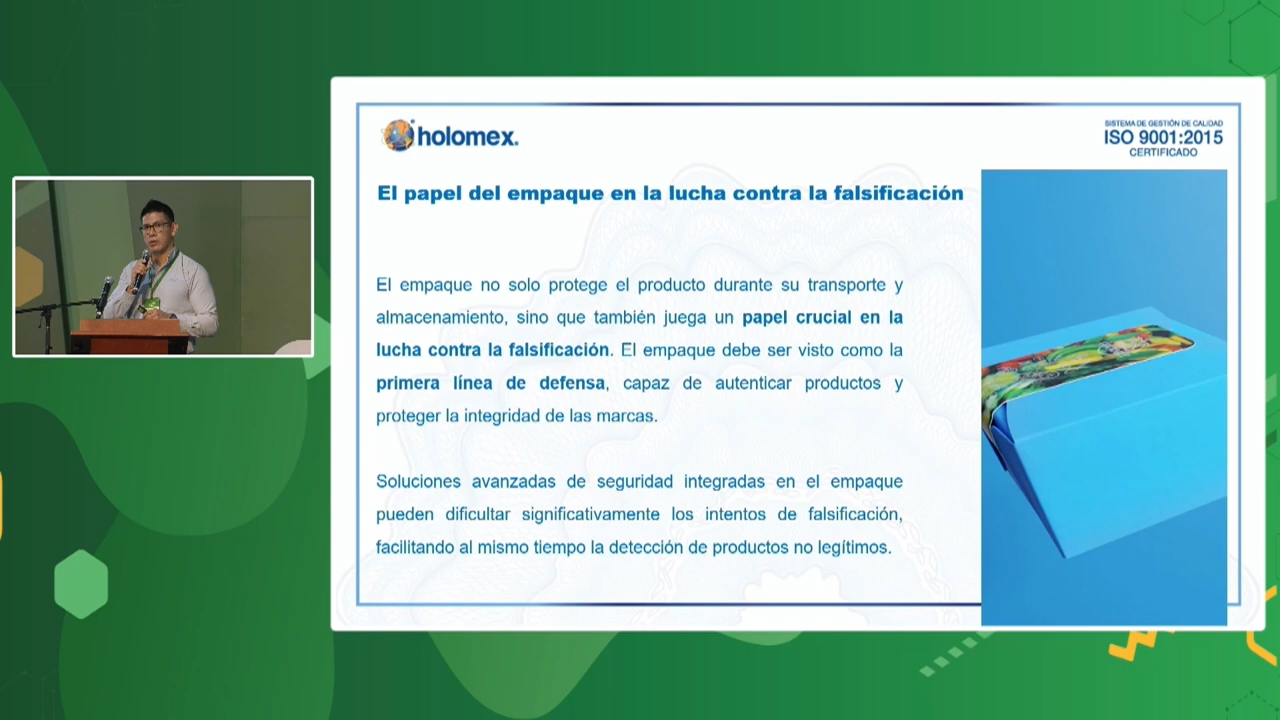 holomex.
SISTEMA DE GESTIÓN DE CALIDAD
ISO 9001:2015
CERTIFICADO
El papel del empaque en la lucha contra la falsificación
El empaque no solo protege el producto durante su transporte y
almacenamiento, sino que también juega un papel crucial en la
lucha contra la falsificación. El empaque debe ser visto como la
primera línea de defensa, capaz de autenticar productos y
proteger la integridad de las marcas.
Soluciones avanzadas de seguridad integradas en el empaque
pueden dificultar significativamente los intentos de falsificación,
facilitando al mismo tiempo la detección de productos no legítimos.